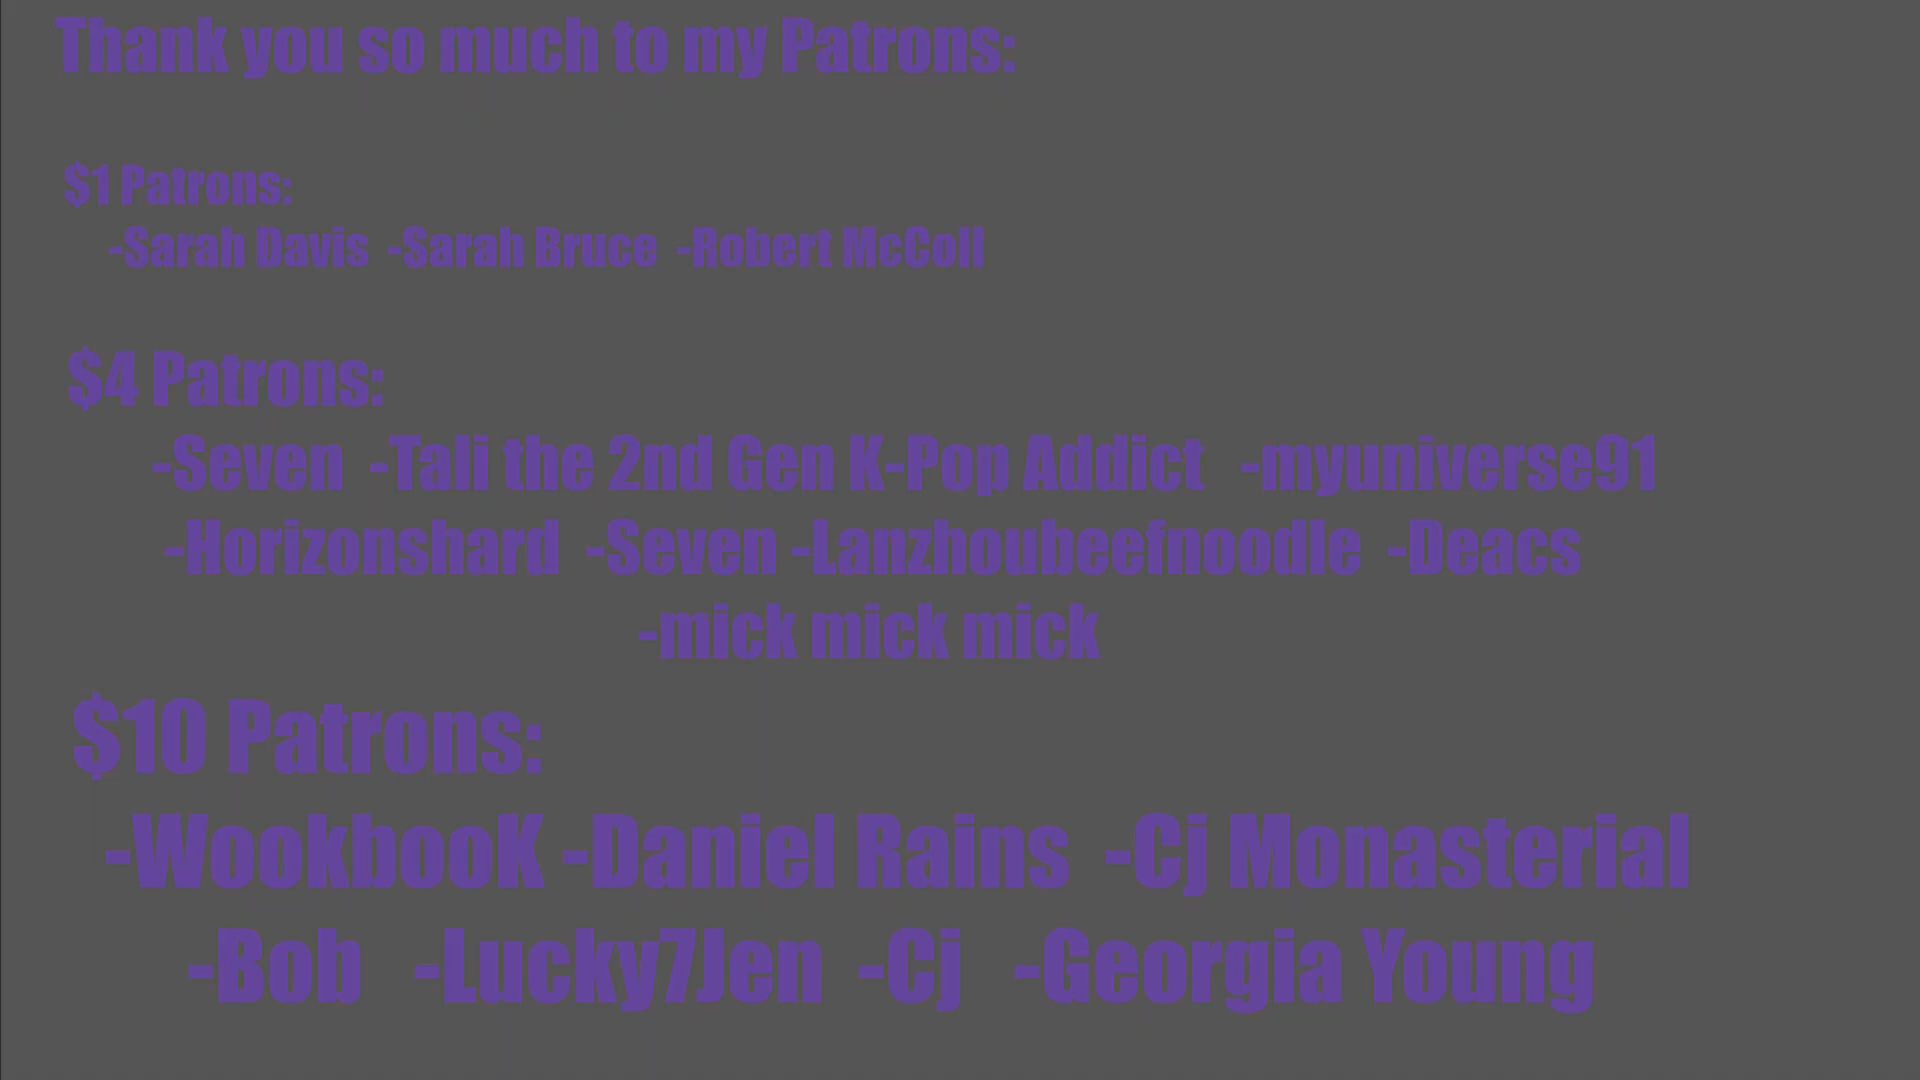 Thank you so much to my Patrons:
$1 Patrons:
-Sarah Davis -Sarah Bruce -Robert McColl
$4 Patrons:
-Seven -Tali the 2nd Gen K-Pop Addict -myuniverse91
-Horizonshard -Seven -Lanzhoubeefnoodle -Deacs
-mick mick mick
$10 Patrons:
-WookbooK -Daniel Rains -Cj Monasterial
-Bob -Lucky7Jen -Cj -Georgia Young